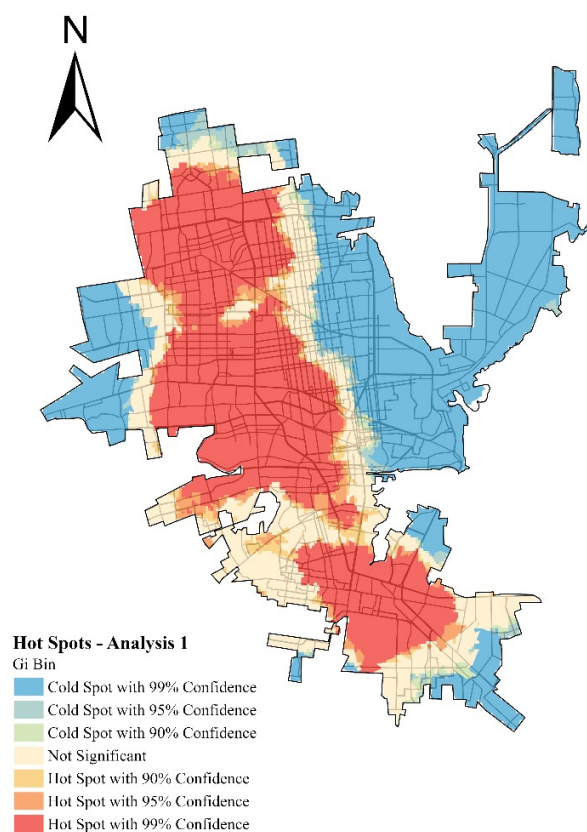 N
Hot Spots - Analysis 1
Gi Bin
Cold Spot with 99% Confidence
Cold Spot with 95% Confidence
Cold Spot with 90% Confidence
Not Significant
Hot Spot with 90% Confidence
Hot Spot with 95% Confidence
Hot Spot with 99% Confidence